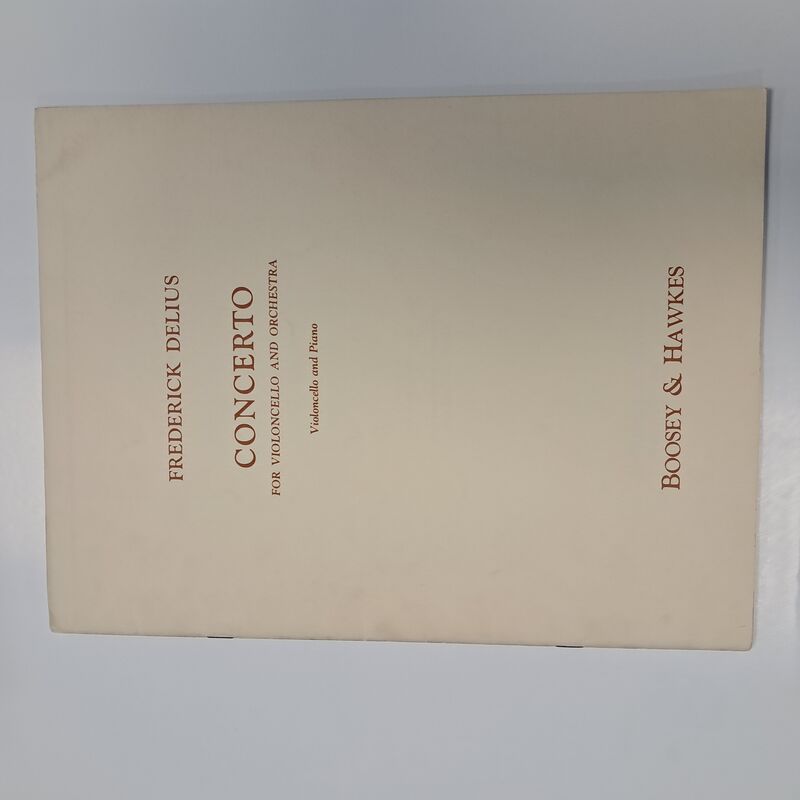 FREDERICK DELIUS
CONCERTO
FOR VIOLONCELLO AND ORCHESTRA
Violoncello and Piano
BOOSEY & HAWKES